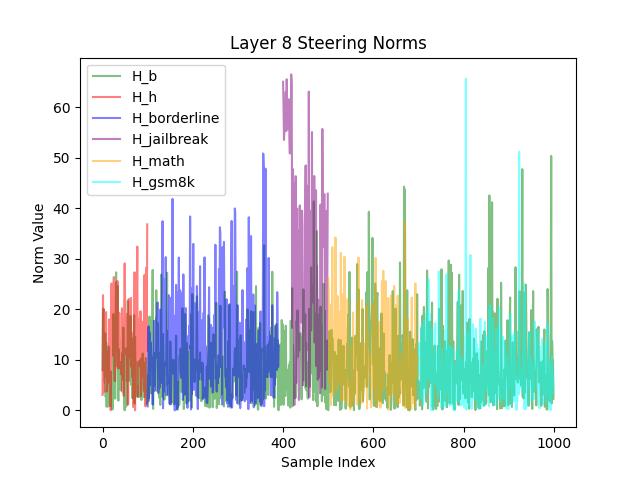 Layer 8 Steering Norms
H_b
H_h
H_borderline
H_jailbreak
H_math
H_gsm8k
Norm Value
60
50
40
30
20
10
0
0 200 400 600 800 1000
Sample Index